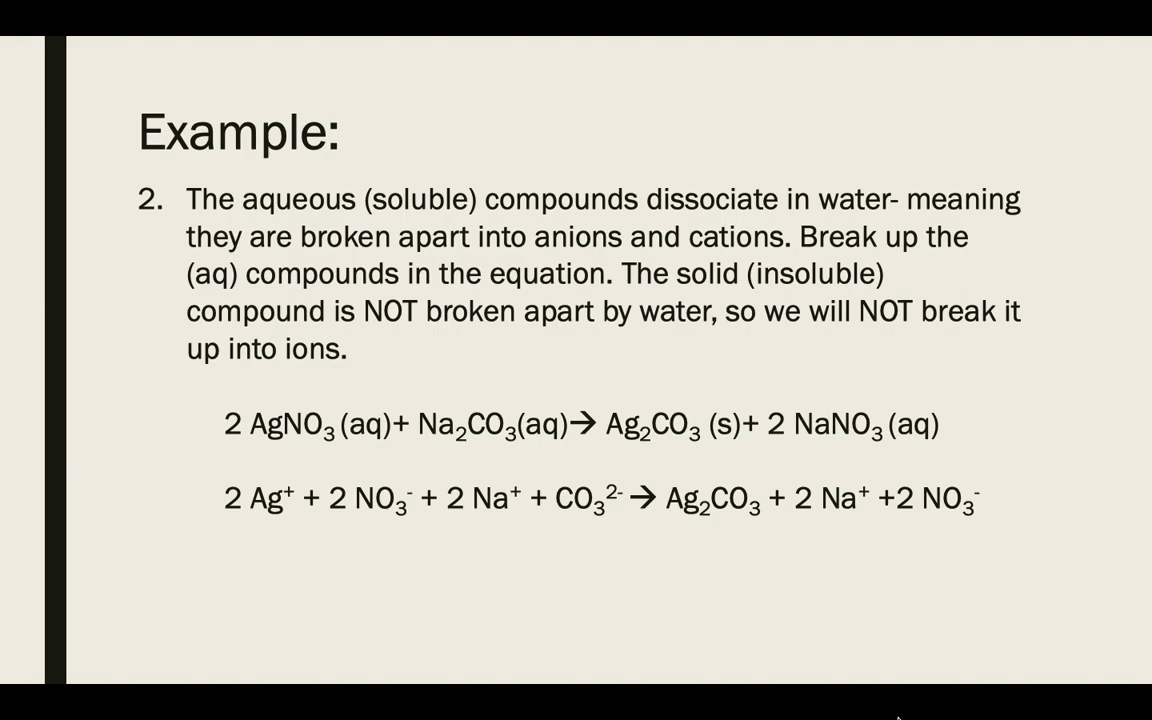 Example:
2. The aqueous (soluble) compounds dissociate in water- meaning
they are broken apart into anions and cations. Break up the
(aq) compounds in the equation. The solid (insoluble)
compound is NOT broken apart by water, so we will NOT break it
up into ions.
2 AgNO₃ (aq)+ Na₂CO₃(aq)→ Ag₂CO₃ (s)+ 2 NaNO₃ (aq)
2 Ag⁺ + 2 NO₃⁻ + 2 Na⁺ + CO₃²⁻ → Ag₂CO₃ + 2 Na⁺ +2 NO₃⁻